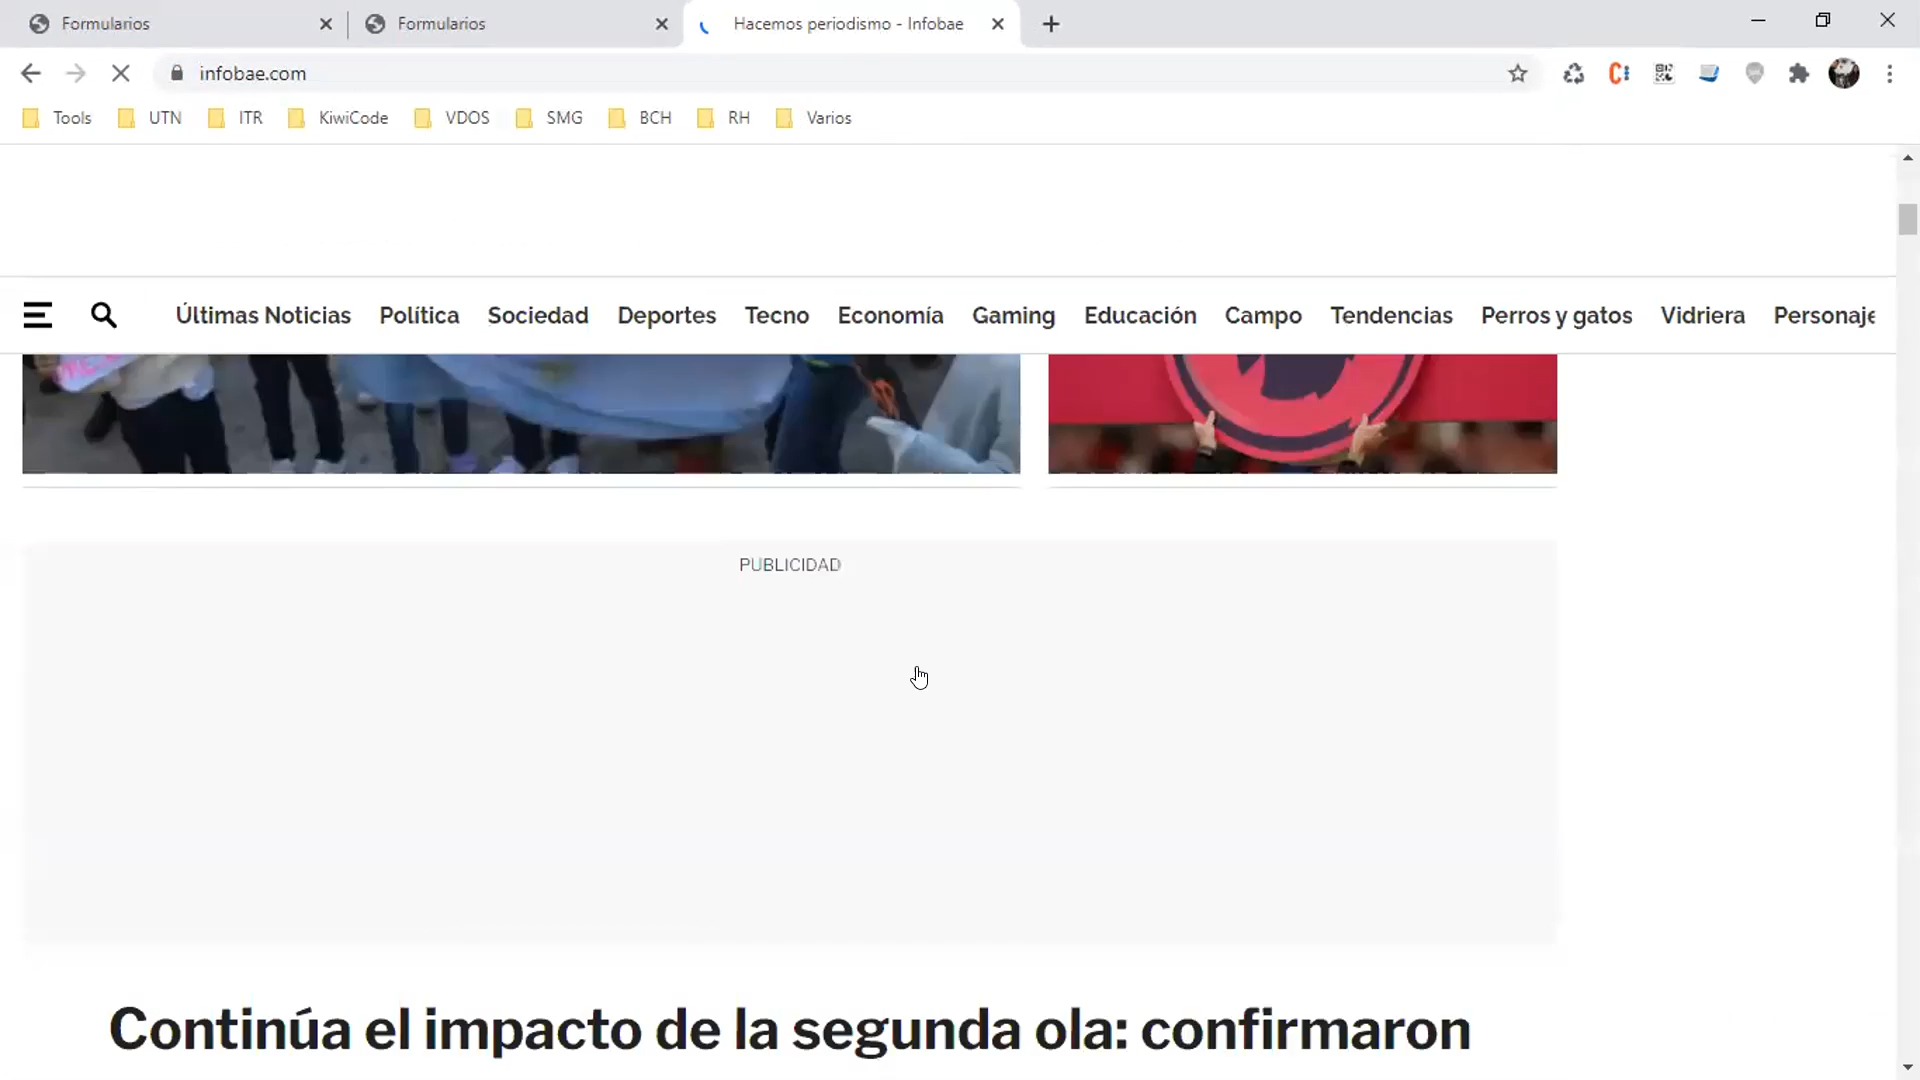 Formularios
Formularios
Hacemos periodismo - Infobae
infobae.com
Tools UTN ITR KiwiCode VDOS SMG BCH RH Varios
Últimas Noticias Política Sociedad Deportes Tecno Economía Gaming Educación Campo Tendencias Perros y gatos Vidriera Personaje
PUBLICIDAD
Continúa el impacto de la segunda ola: confirmaron